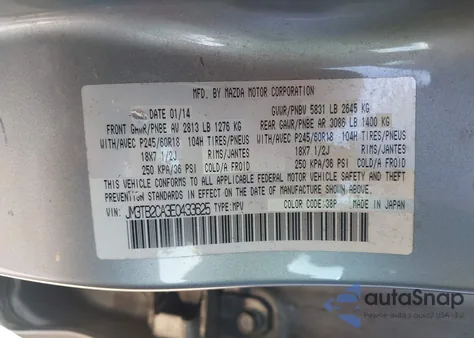 MFD. BY MAZDA MOTOR CORPORATION
DATE 01/14 GVWR/PNBV 5831 LB 2645 KG
FRONT GAWR/PNBE AV 2813 LB 1276 KG REAR GAWR/PNBE AR 3086 LB 1400 KG
WITH/AVEC P245/60R18 104H TIRES/PNEUS WITH/AVEC P245/60R18 104H TIRES/PNEUS
18X7 1/2J RIMS/JANTES 18X7 1/2J RIMS/JANTES
250 KPA/36 PSI COLD/A FROID 250 KPA/36 PSI COLD/A FROID
THIS VEHICLE CONFORMS TO ALL APPLICABLE FEDERAL MOTOR VEHICLE SAFETY, BUMPER, AND THEFT
PREVENTION STANDARDS IN EFFECT ON THE DATE OF MANUFACTURE SHOWN ABOVE.
VIN: JM3TB2CA3E0433625 TYPE:MPV COLOR CODE:38P MADE IN JAPAN
autoSnap